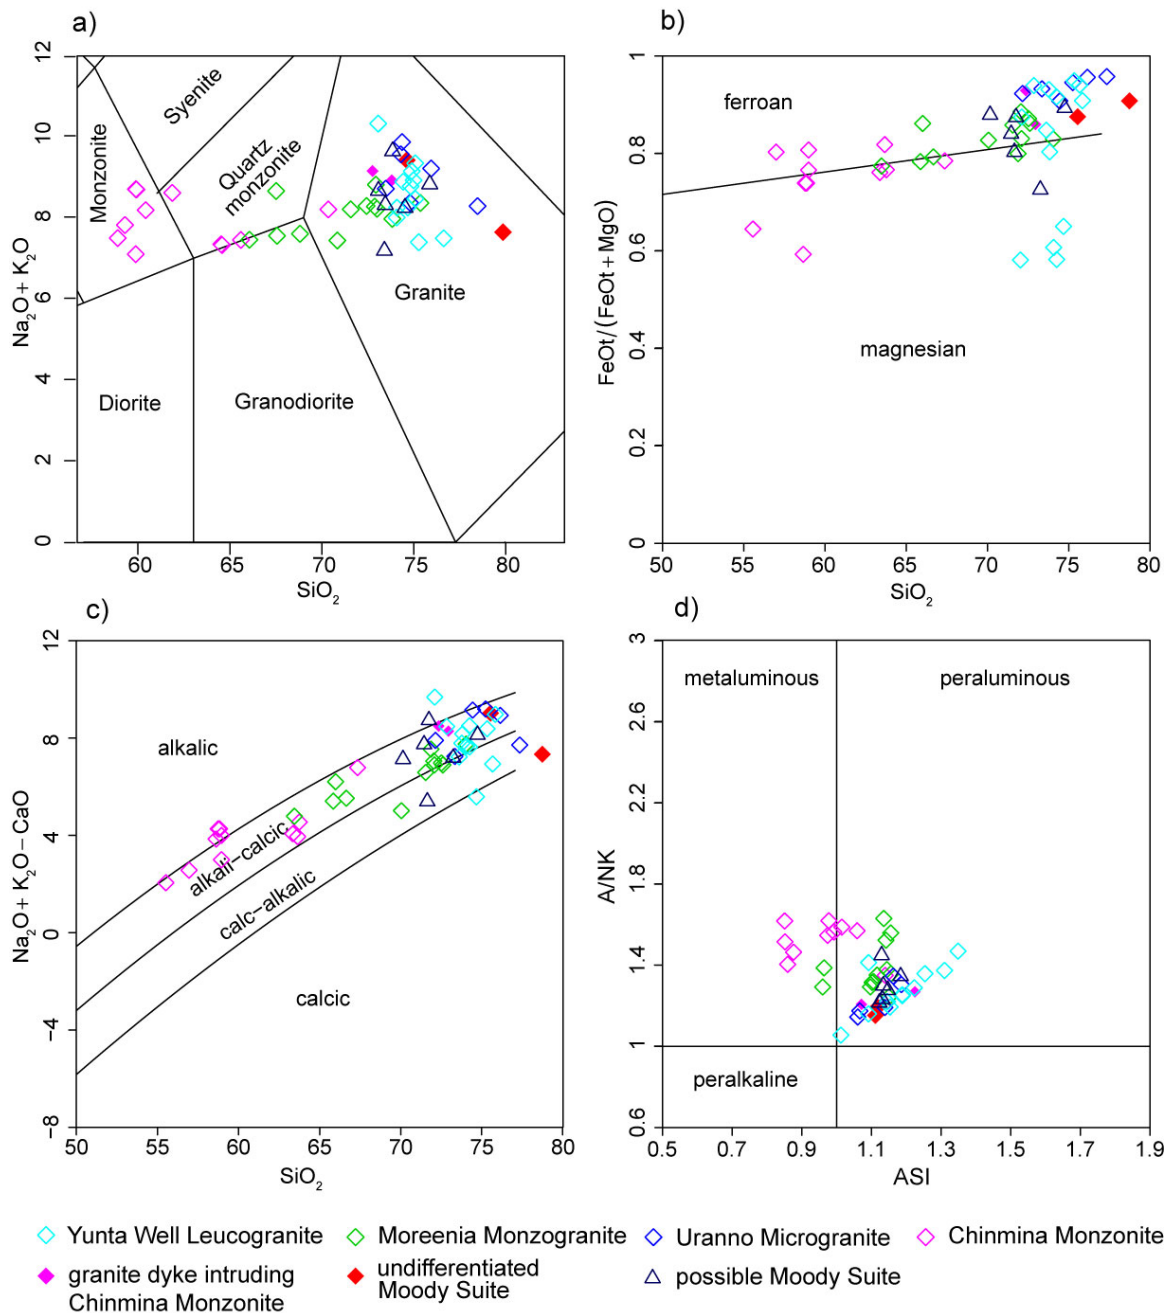 a)
12
10
8
6
4
2
0
Na₂O + K₂O
Monzonite
Syenite
Quartz
monzonite
Granite
Diorite
Granodiorite
60
65
70
75
80
SiO₂
b)
1
0.8
0.6
0.4
0.2
0
FeOt/(FeOt+MgO)
ferroan
magnesian
50
55
60
65
70
75
80
SiO₂
c)
12
8
4
0
−4
−8
Na₂O + K₂O − CaO
alkalic
alkali−calcic
calc−alkalic
calcic
50
55
60
65
70
75
80
SiO₂
d)
3
2.6
2.2
1.8
1.4
1
0.6
A/NK
metaluminous
peraluminous
peralkaline
0.5
0.7
0.9
1.1
1.3
1.5
1.7
1.9
ASI
Yunta Well Leucogranite
Moreenia Monzogranite
Uranno Microgranite
Chinmina Monzonite
granite dyke intruding
Chinmina Monzonite
undifferentiated
Moody Suite
possible Moody Suite